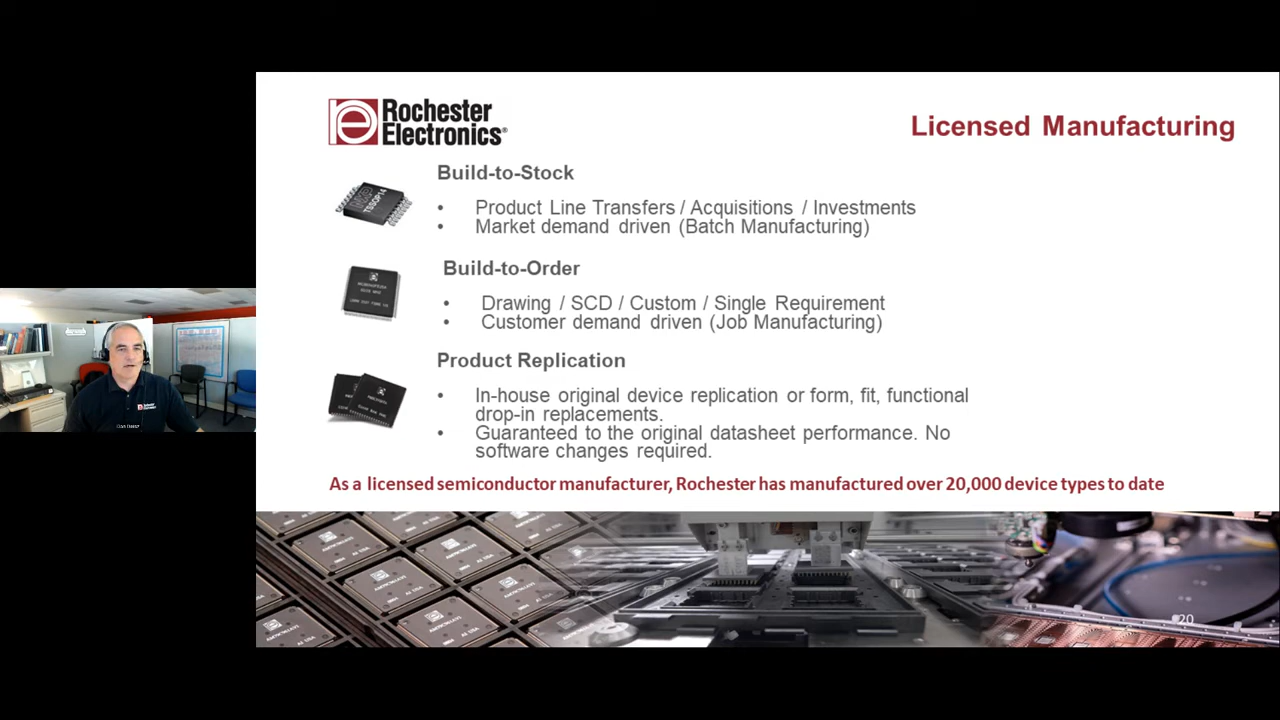 Rochester
Electronics®
Licensed Manufacturing
Build-to-Stock
• Product Line Transfers / Acquisitions / Investments
• Market demand driven (Batch Manufacturing)
TSSOP14
Build-to-Order
• Drawing / SCD / Custom / Single Requirement
• Customer demand driven (Job Manufacturing)
Product Replication
• In-house original device replication or form, fit, functional
drop-in replacements.
• Guaranteed to the original datasheet performance. No
software changes required.
As a licensed semiconductor manufacturer, Rochester has manufactured over 20,000 device types to date
20